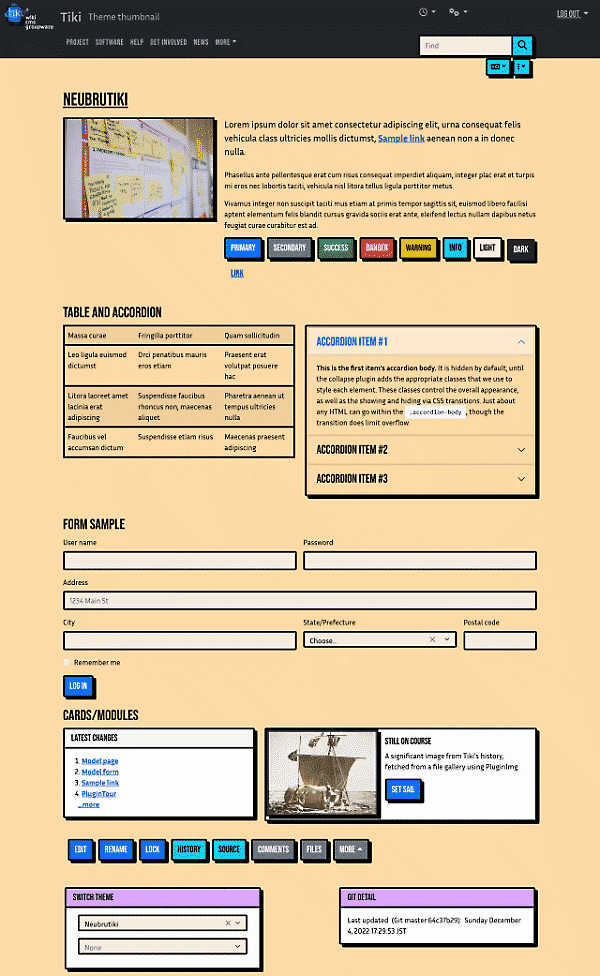 tiki
wiki
cms
groupware
Tiki Theme thumbnail
LOG OUT
PROJECT SOFTWARE HELP GET INVOLVED NEWS MORE
Find
NEUBRUTIKI
Lorem ipsum dolor sit amet consectetur adipiscing elit, urna consequat felis
vehicula class ultricies mollis dictumst, Sample link aenean non a in donec
nulla.
Phasellus ante pellentesque erat cum risus consequat imperdiet aliquam, integer plac erat et turpis
mi eros nec lobortis taciti, vehicula nisl litora tellus ligula porttitor metus.
Vivamus integer non suscipit taciti mus etiam at primis tempor sagittis sit, euismod libero facilisi
aptent elementum felis blandit cursus gravida sociis erat ante, eleifend lectus nullam dapibus netus
feugiat curae curabitur est ad.
PRIMARY SECONDARY SUCCESS DANGER WARNING INFO LIGHT DARK
LINK
TABLE AND ACCORDION
Massa curae Fringilla porttitor Quam sollicitudin
Leo ligula euismod Orci penatibus mauris Praesent erat
dictumst eros etiam volutpat posuere
hac
Litora laoreet amet Suspendisse faucibus Pharetra aenean ut
lacinia erat rhoncus non, maecenas tempus ultricies
adipiscing aliquet nulla
Faucibus vel Suspendisse etiam risus Maecenas praesent
accumsan dictum adipiscing
ACCORDION ITEM #1
This is the first item's accordion body. It is hidden by default, until
the collapse plugin adds the appropriate classes that we use to
style each element. These classes control the overall appearance,
as well as the showing and hiding via CSS transitions. Just about
any HTML can go within the .accordion-body, though the
transition does limit overflow.
ACCORDION ITEM #2
ACCORDION ITEM #3
FORM SAMPLE
User name Password
Address
1234 Main St
City State/Prefecture Postal code
Choose...
Remember me
LOG IN
CARDS/MODULES
LATEST CHANGES
1. Model page
2. Model form
3. Sample link
4. PluginTour
...more
STILL ON COURSE
A significant image from Tiki's history,
fetched from a file gallery using PluginImg.
SET SAIL
EDIT RENAME LOCK HISTORY SOURCE COMMENTS FILES MORE
SWITCH THEME
Neubrutiki
None
GIT DETAIL
Last updated (Git master:64c37b29): Sunday December
4, 2022 17:29:53 JST